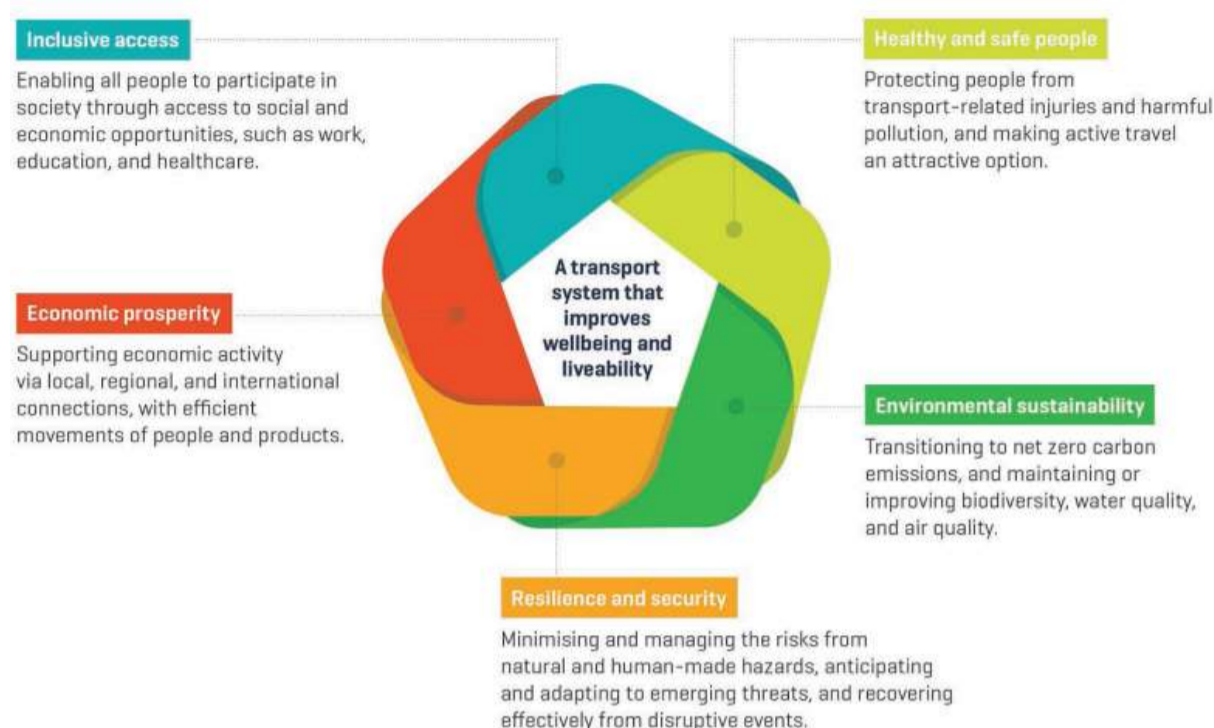 Inclusive access
Enabling all people to participate in
society through access to social and
economic opportunities, such as work,
education, and healthcare.
Healthy and safe people
Protecting people from
transport-related injuries and harmful
pollution, and making active travel
an attractive option.
A transport
system that
improves
wellbeing and
liveability
Economic prosperity
Supporting economic activity
via local, regional, and international
connections, with efficient
movements of people and products.
Environmental sustainability
Transitioning to net zero carbon
emissions, and maintaining or
improving biodiversity, water quality,
and air quality.
Resilience and security
Minimising and managing the risks from
natural and human-made hazards, anticipating
and adapting to emerging threats, and recovering
effectively from disruptive events.